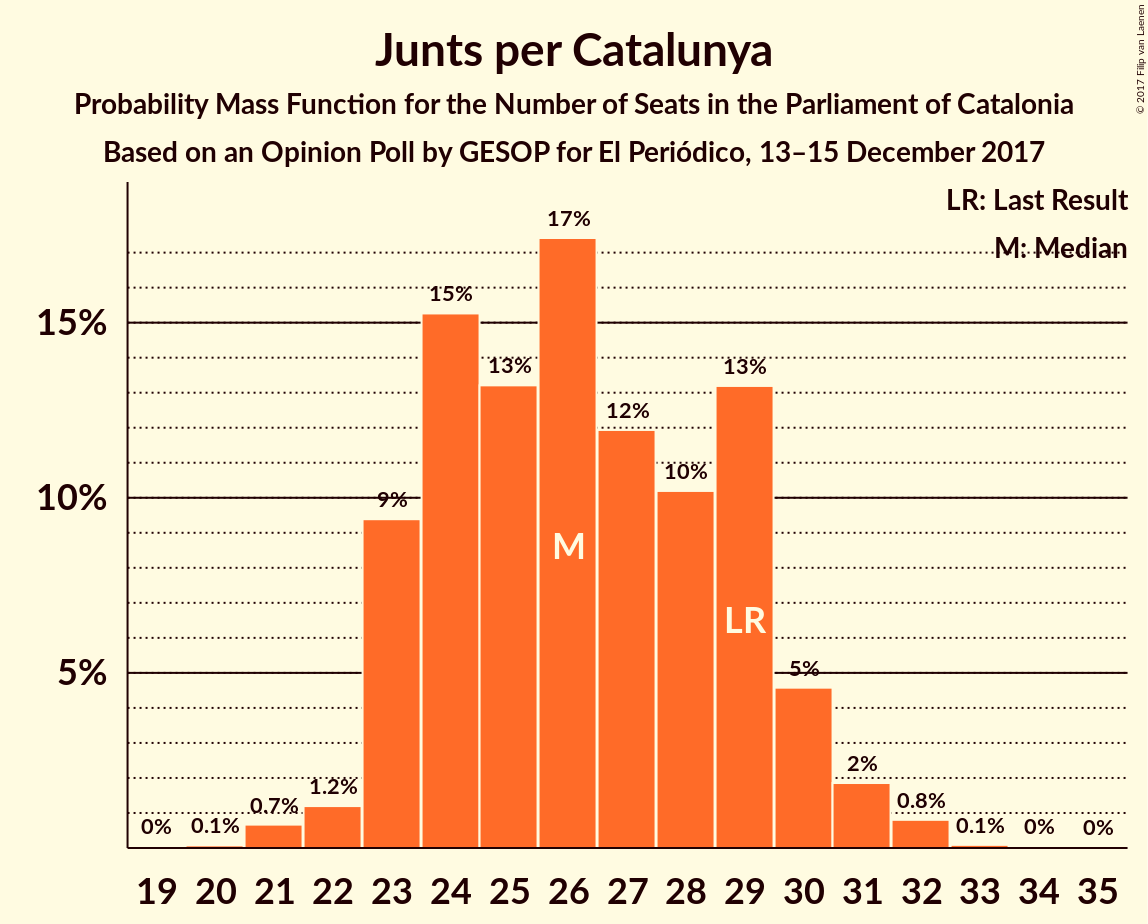 Junts per Catalunya
Probability Mass Function for the Number of Seats in the Parliament of Catalonia
Based on an Opinion Poll by GESOP for El Periódico, 13–15 December 2017
© 2017 Filip van Laenen
LR: Last Result
M: Median
17%
15%
15%
13%
13%
12%
10%
10%
9%
M
LR
5%
5%
2%
1.2%
0.7%
0.8%
0% 0.1% 0.1% 0% 0%
19 20 21 22 23 24 25 26 27 28 29 30 31 32 33 34 35